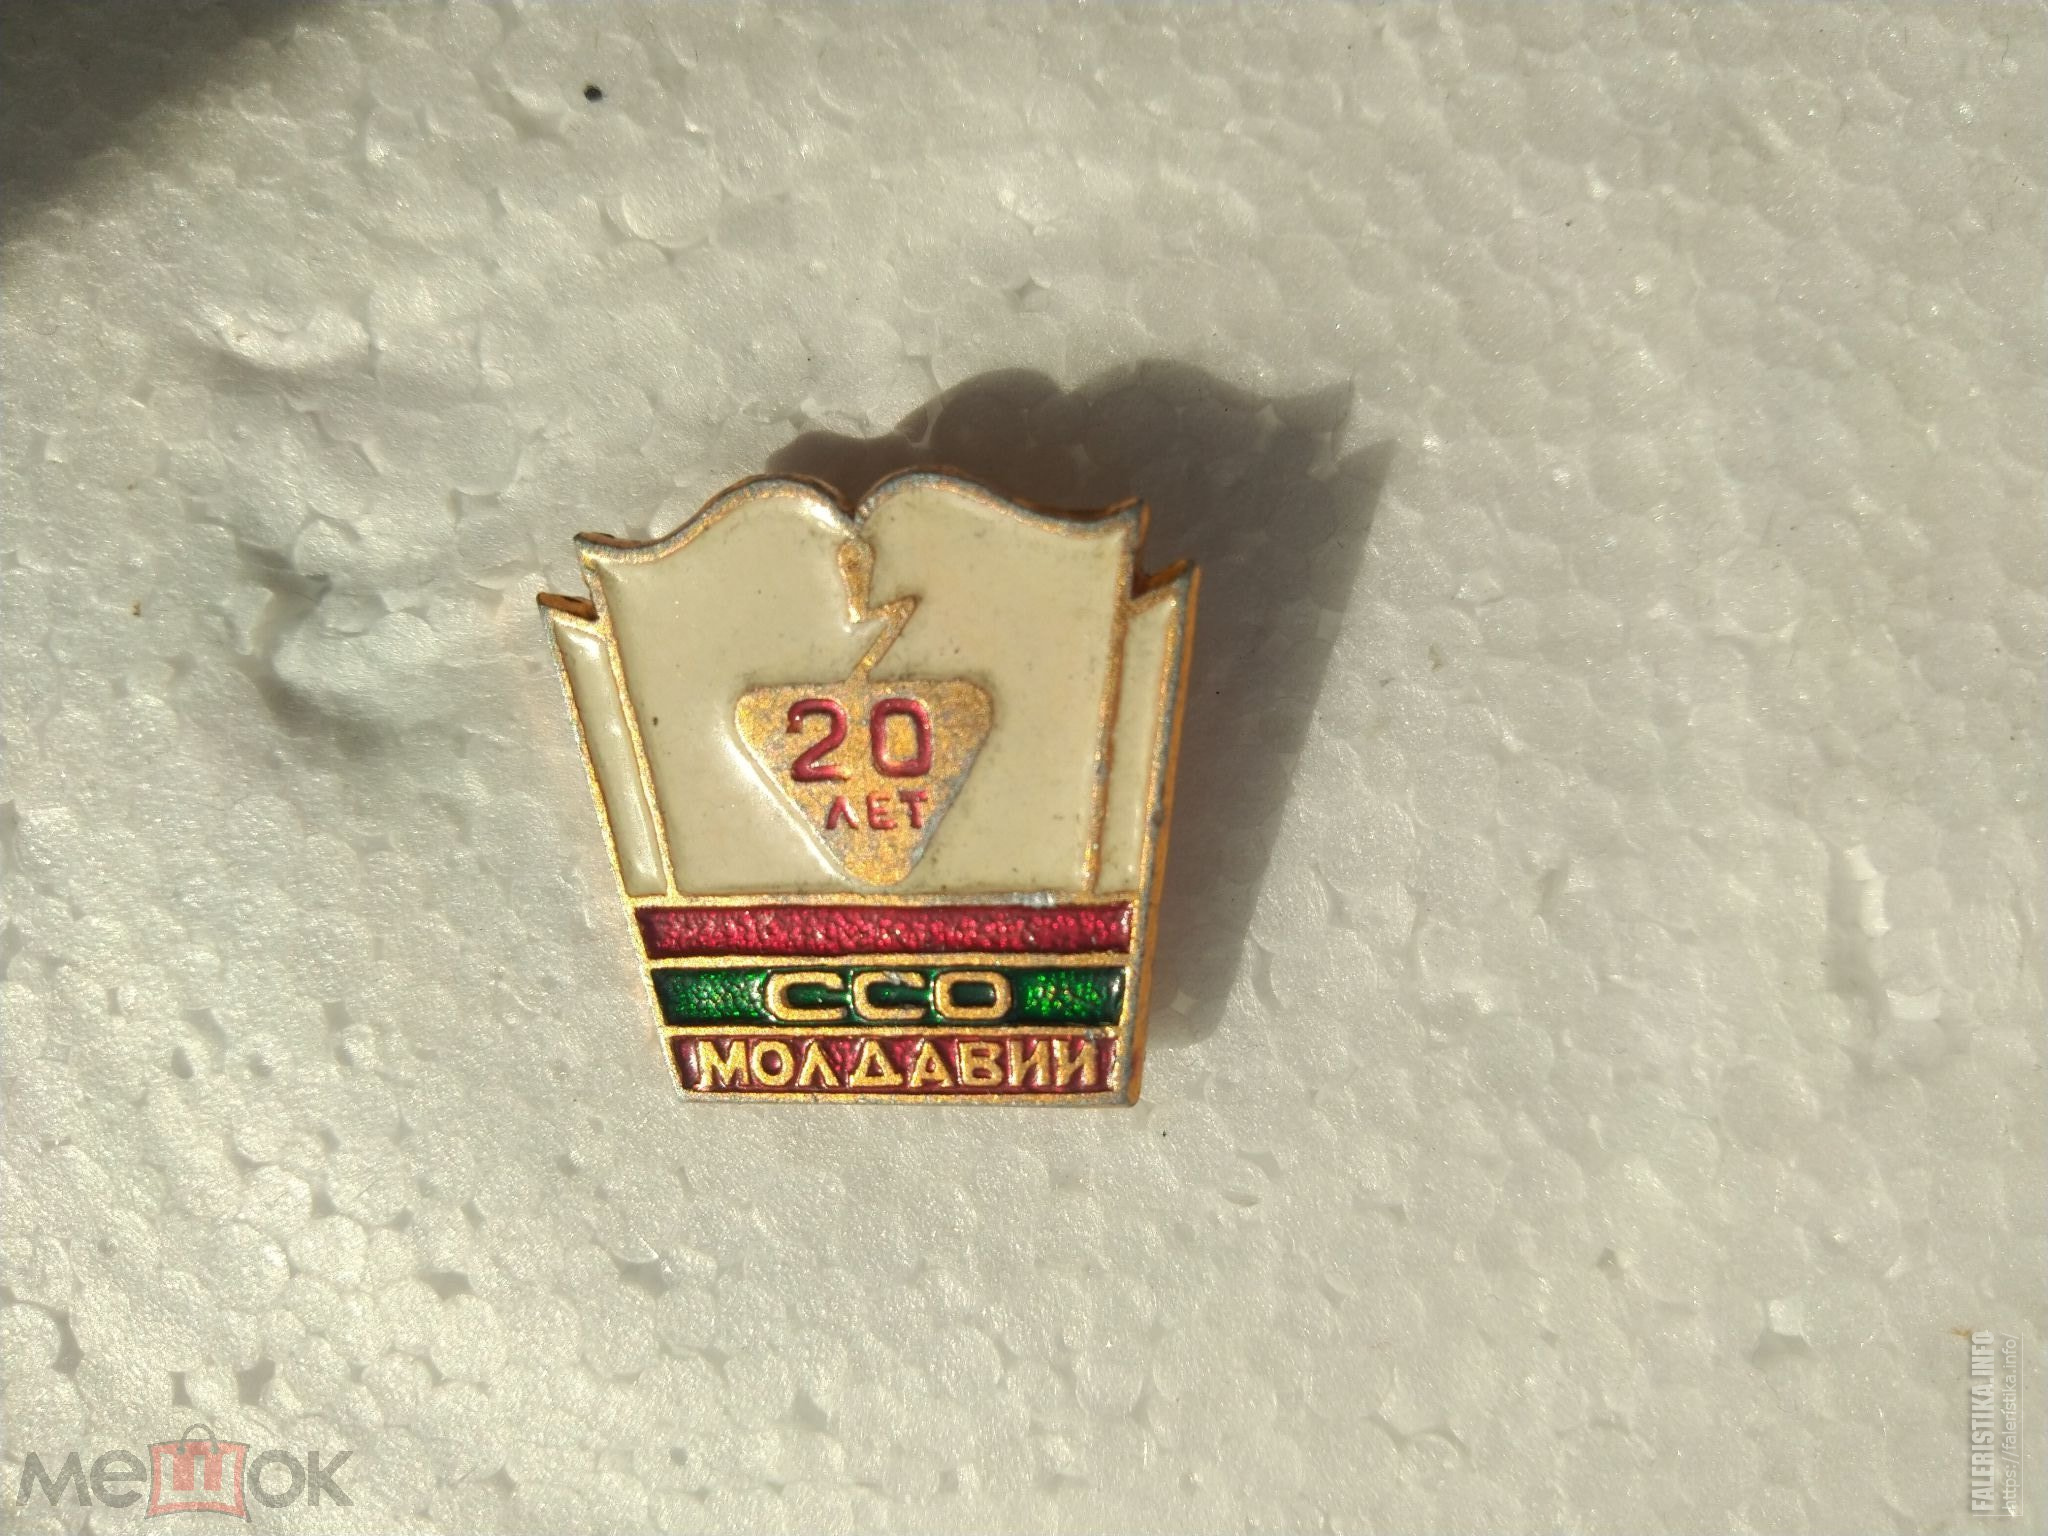 20
ЛЕТ
ССО
МОЛДАВИИ
мешок
FALERISTIKA.INFO
https://faleristika.info/